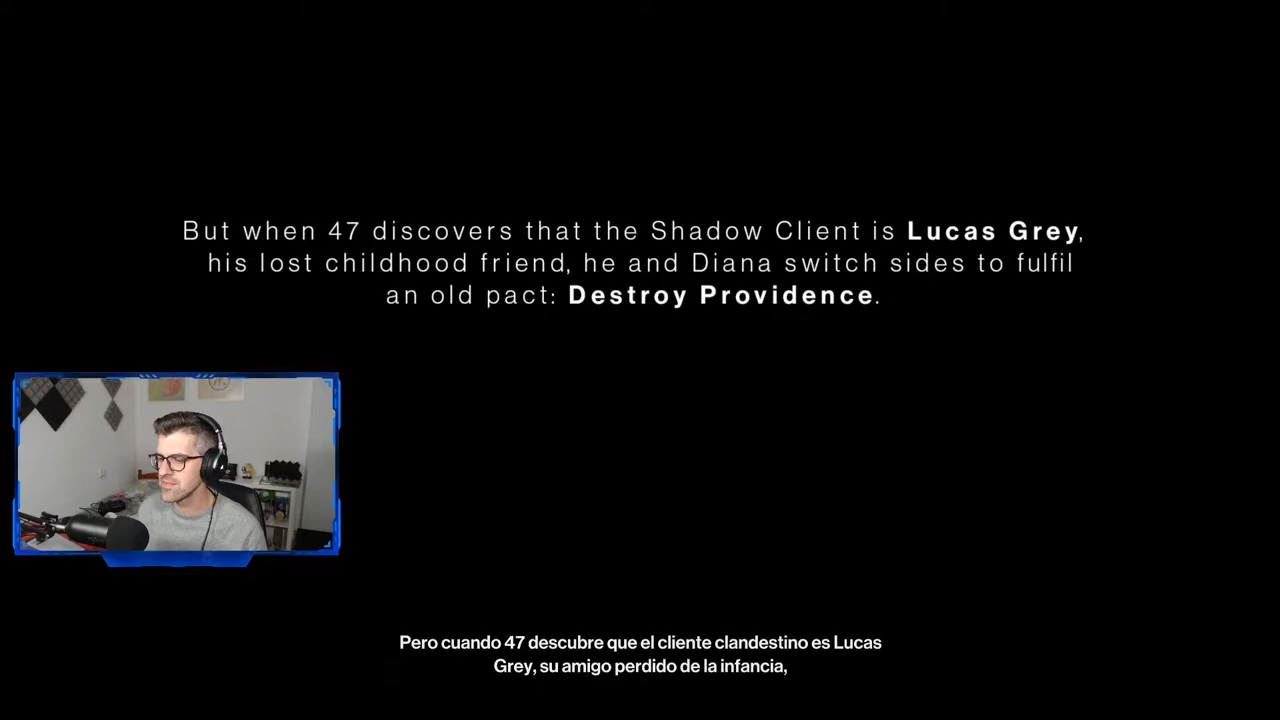 But when 47 discovers that the Shadow Client is Lucas Grey,
his lost childhood friend, he and Diana switch sides to fulfil
an old pact: Destroy Providence.
Pero cuando 47 descubre que el cliente clandestino es Lucas
Grey, su amigo perdido de la infancia,